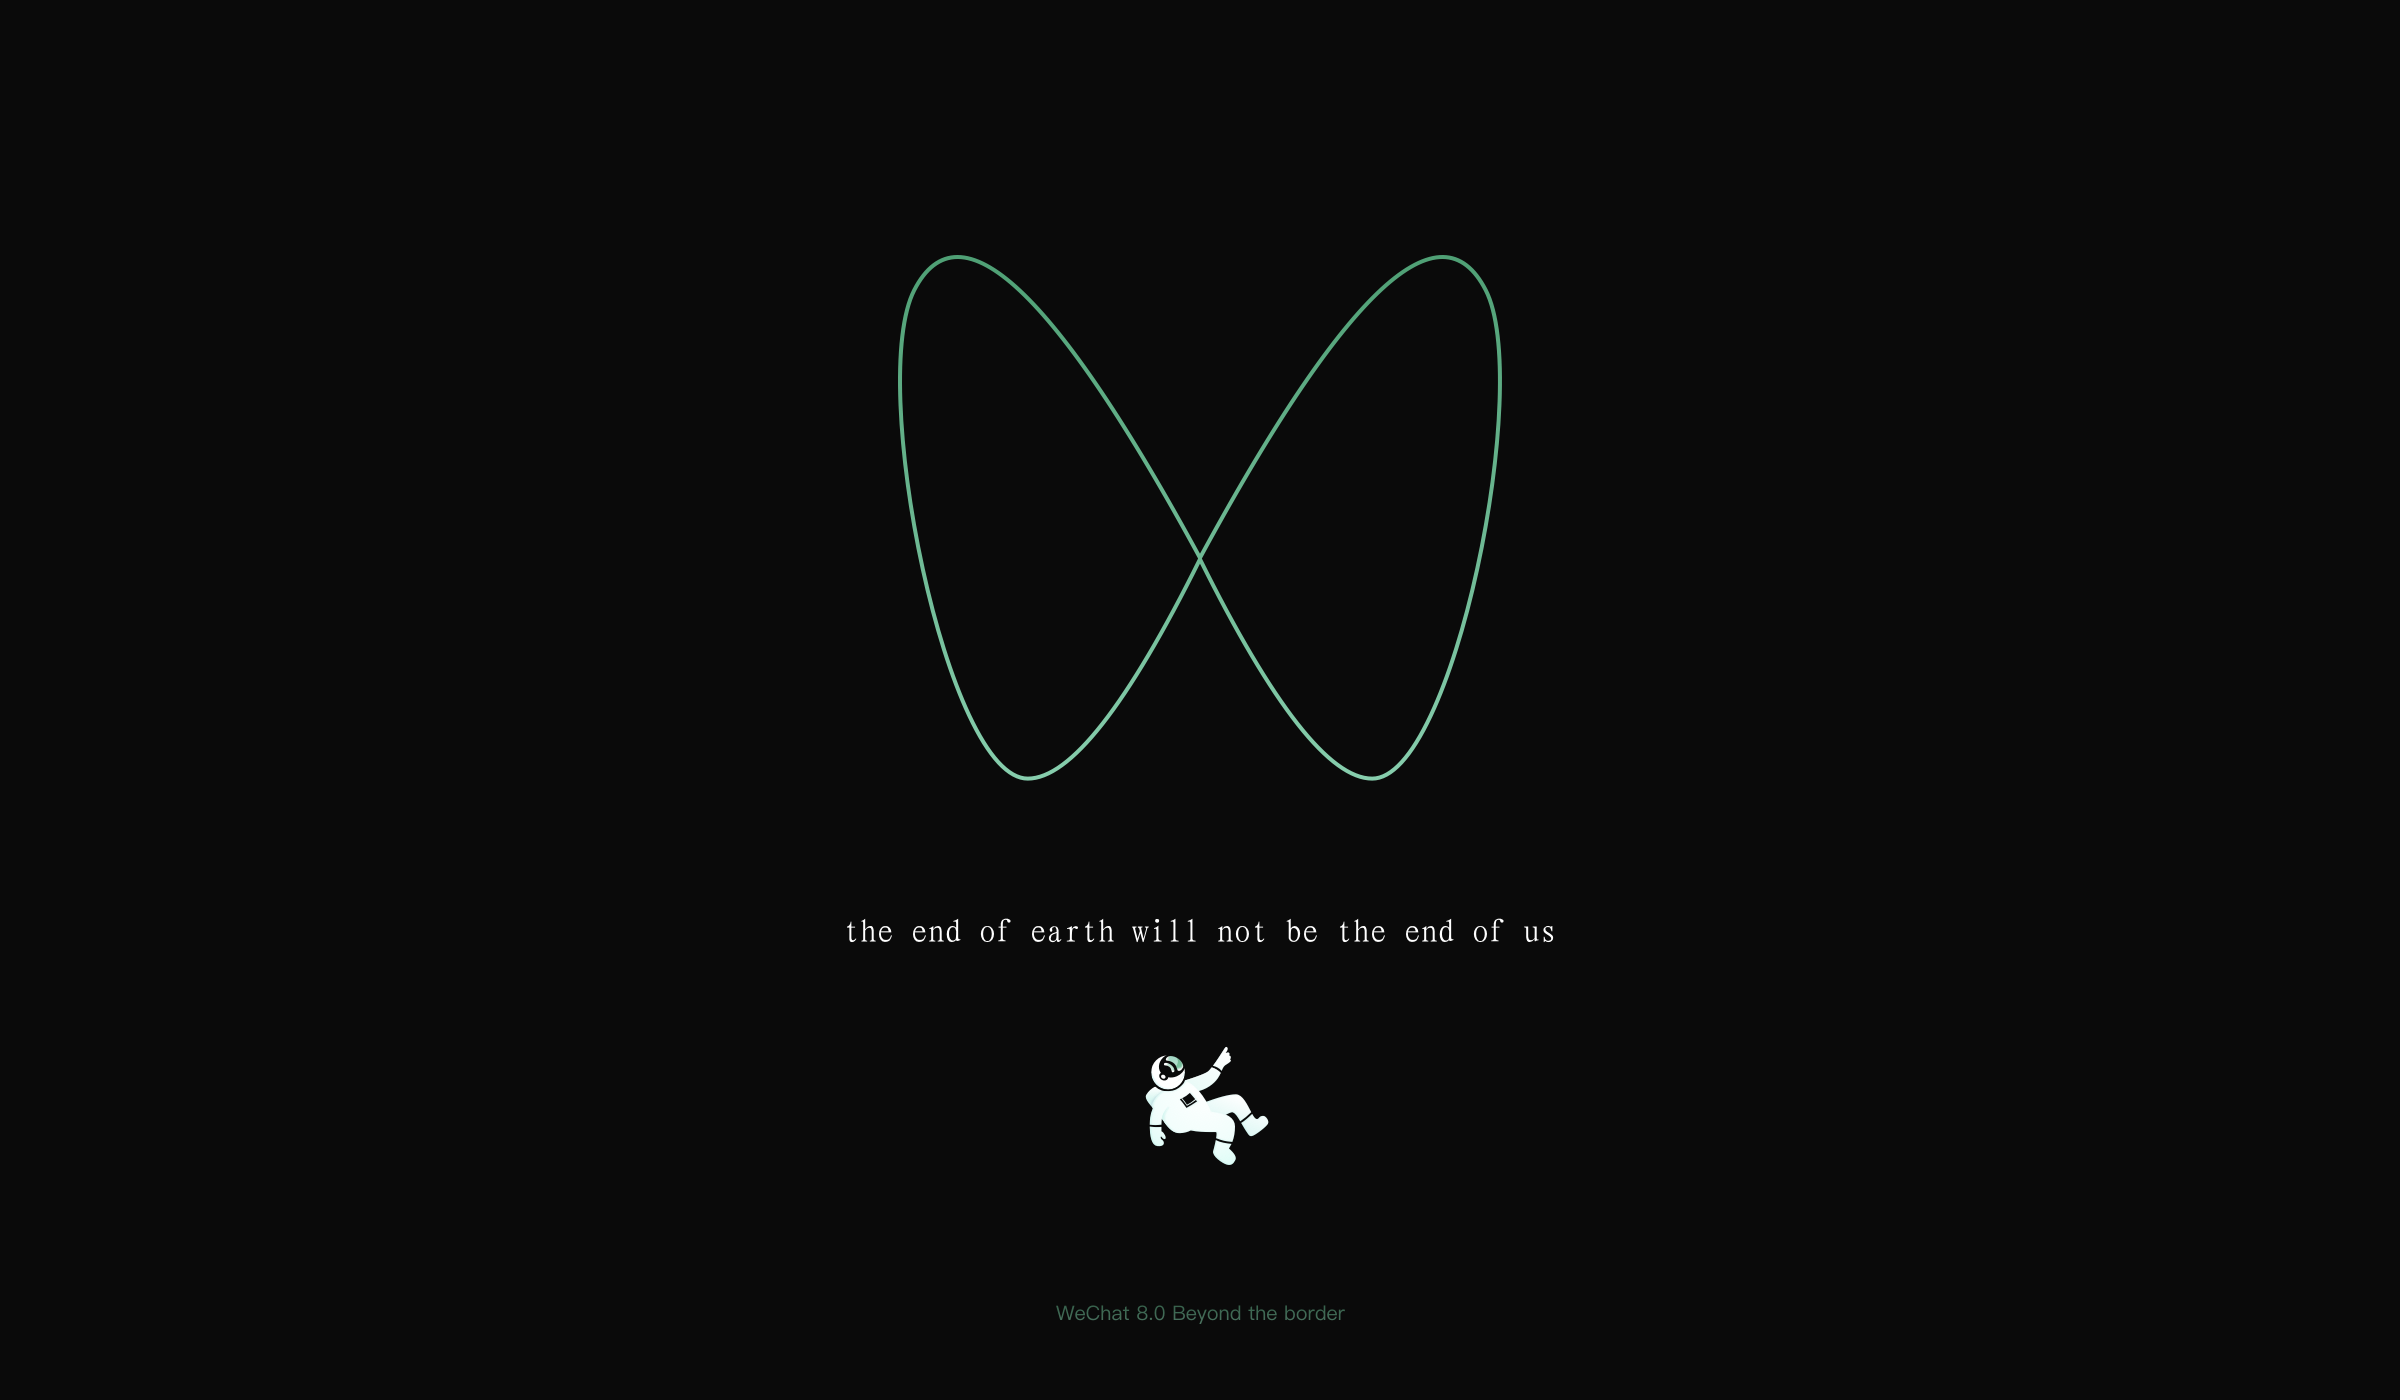 the end of earth will not be the end of us
WeChat 8.0 Beyond the border